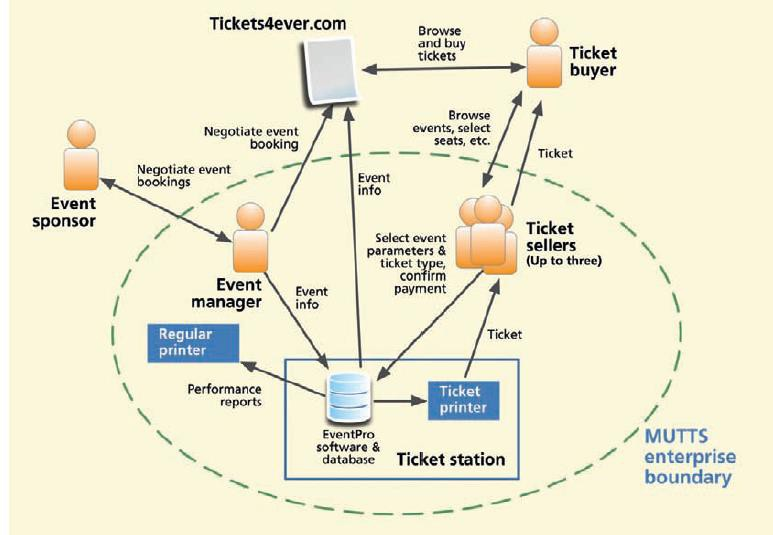 Tickets4ever.com
Browse
and buy
tickets
Ticket
buyer
Negotiate event
booking
Browse
events, select
seats, etc.
Ticket
Negotiate event
bookings
Event
info
Event
sponsor
Select event
parameters &
ticket type,
confirm
payment
Ticket
sellers
(Up to three)
Event
manager
Event
info
Regular
printer
Ticket
Performance
reports
Ticket
printer
EventPro
software &
database
Ticket station
MUTTS
enterprise
boundary